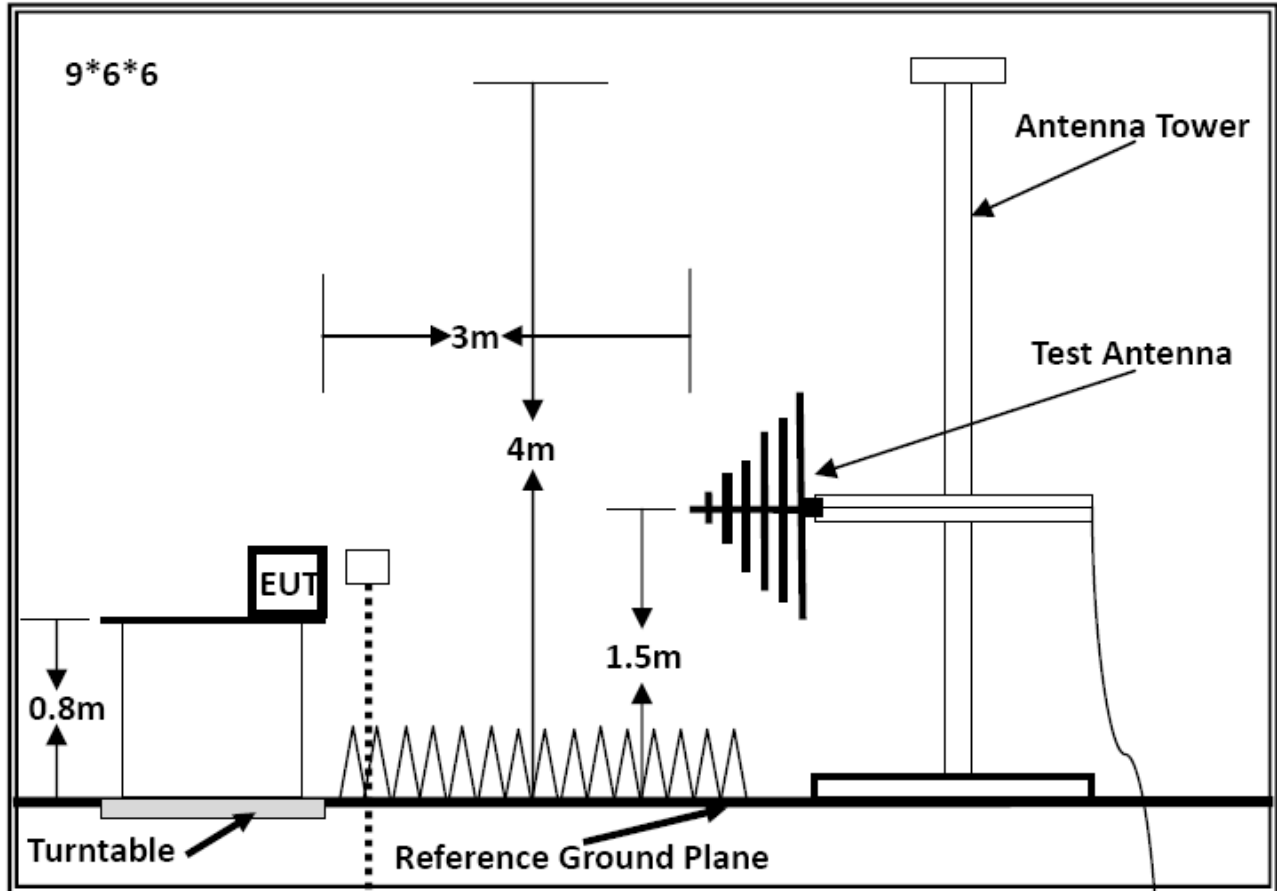 9*6*6
Antenna Tower
3m
Test Antenna
4m
EUT
1.5m
0.8m
Turntable
Reference Ground Plane